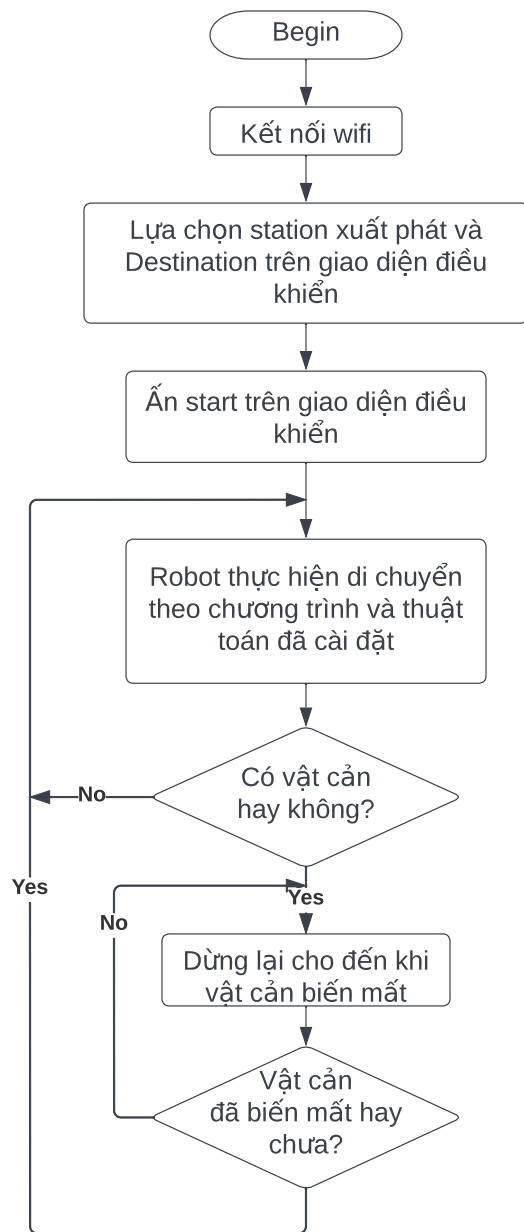 Begin
Kết nối wifi
Lựa chọn station xuất phát và
Destination trên giao diện điều
khiển
Ấn start trên giao diện điều
khiển
Robot thực hiện di chuyển
theo chương trình và thuật
toán đã cài đặt
Có vật cản
hay không?
No
Yes
Yes
No
Dừng lại cho đến khi
vật cản biến mất
Vật cản
đã biến mất hay
chưa?